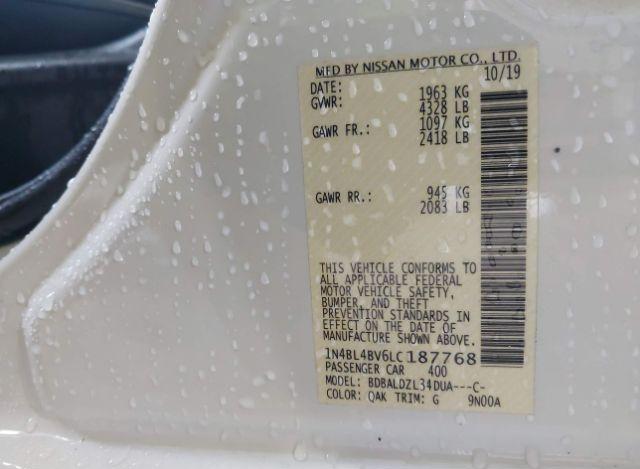 MFD BY NISSAN MOTOR CO., LTD.
DATE: 10/19
GVWR: 1963 KG
4328 LB
GAWR FR.: 1097 KG
2418 LB
GAWR RR.: 945 KG
2083 LB
THIS VEHICLE CONFORMS TO
ALL APPLICABLE FEDERAL
MOTOR VEHICLE SAFETY,
BUMPER, AND THEFT
PREVENTION STANDARDS IN
EFFECT ON THE DATE OF
MANUFACTURE SHOWN ABOVE.
1N4BL4BV6LC187768
PASSENGER CAR 400
MODEL: BDBALDZL34DUA---C-
COLOR: QAK TRIM: G 9N00A